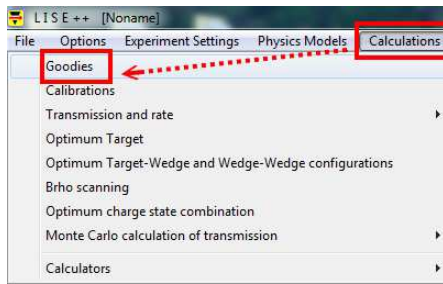 LISE++ [Noname]
File Options Experiment Settings Physics Models Calculations
Goodies
Calibrations
Transmission and rate
Optimum Target
Optimum Target-Wedge and Wedge-Wedge configurations
Brho scanning
Optimum charge state combination
Monte Carlo calculation of transmission
Calculators